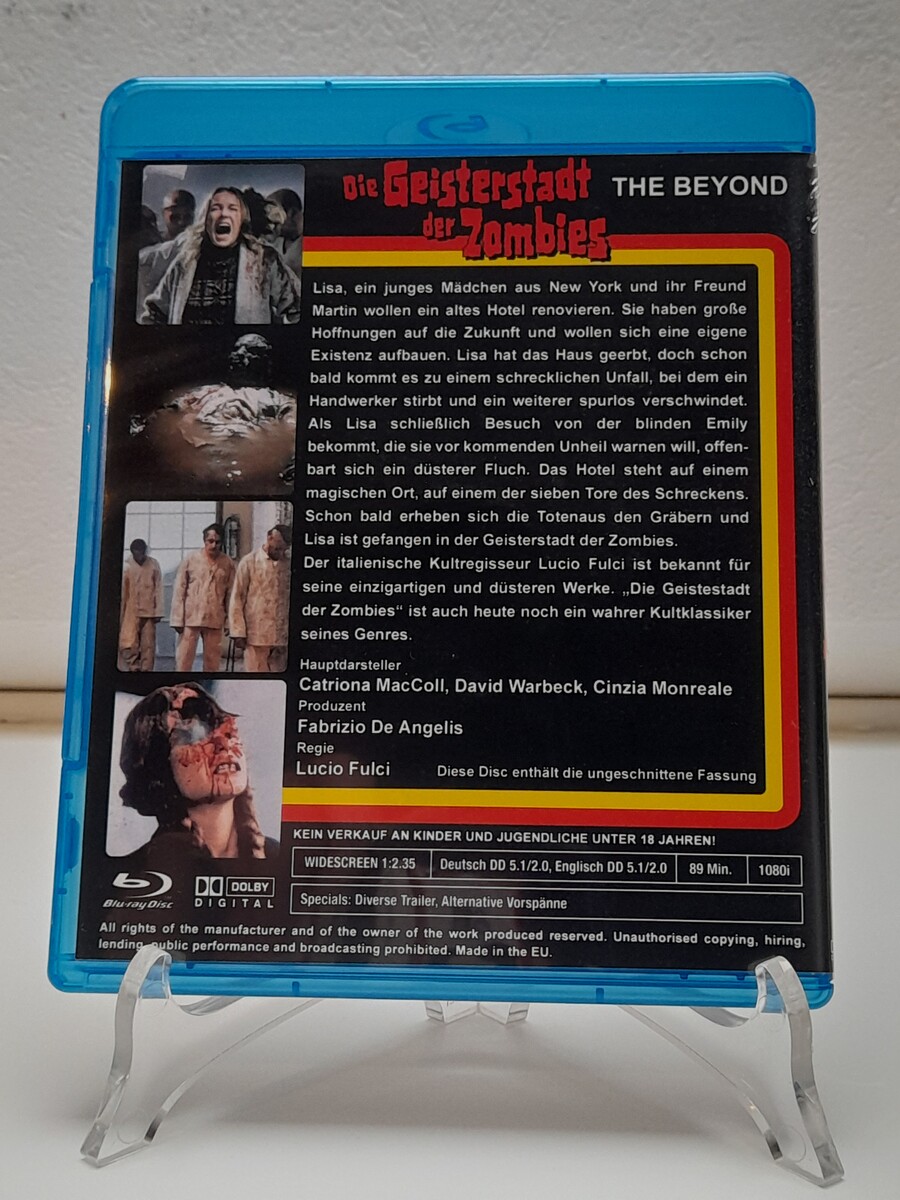 Die Geisterstadt
der Zombies
THE BEYOND
Lisa, ein junges Mädchen aus New York und ihr Freund
Martin wollen ein altes Hotel renovieren. Sie haben große
Hoffnungen auf die Zukunft und wollen sich eine eigene
Existenz aufbauen. Lisa hat das Haus geerbt, doch schon
bald kommt es zu einem schrecklichen Unfall, bei dem ein
Handwerker stirbt und ein weiterer spurlos verschwindet.
Als Lisa schließlich Besuch von der blinden Emily
bekommt, die sie vor kommenden Unheil warnen will, offen-
bart sich ein düsterer Fluch. Das Hotel steht auf einem
magischen Ort, auf einem der sieben Tore des Schreckens.
Schon bald erheben sich die Totenaus den Gräbern und
Lisa ist gefangen in der Geisterstadt der Zombies.
Der italienische Kultregisseur Lucio Fulci ist bekannt für
seine einzigartigen und düsteren Werke. „Die Geistestadt
der Zombies“ ist auch heute noch ein wahrer Kultklassiker
seines Genres.
Hauptdarsteller
Catriona MacColl, David Warbeck, Cinzia Monreale
Produzent
Fabrizio De Angelis
Regie
Lucio Fulci
Diese Disc enthält die ungeschnittene Fassung
KEIN VERKAUF AN KINDER UND JUGENDLICHE UNTER 18 JAHREN!
WIDESCREEN 1:2.35 Deutsch DD 5.1/2.0, Englisch DD 5.1/2.0 89 Min. 1080i
Specials: Diverse Trailer, Alternative Vorspänne
Blu-ray Disc
DOLBY
DIGITAL
All rights of the manufacturer and of the owner of the work produced reserved. Unauthorised copying, hiring,
lending, public performance and broadcasting prohibited. Made in the EU.